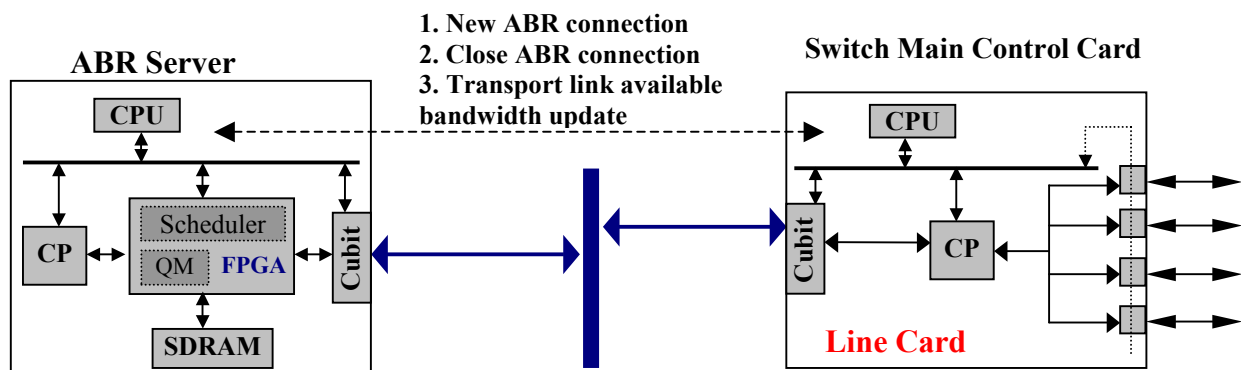 1. New ABR connection
2. Close ABR connection
3. Transport link available
bandwidth update
ABR Server
CPU
Scheduler
QM
FPGA
CP
Cubit
SDRAM
Switch Main Control Card
CPU
Cubit
CP
Line Card